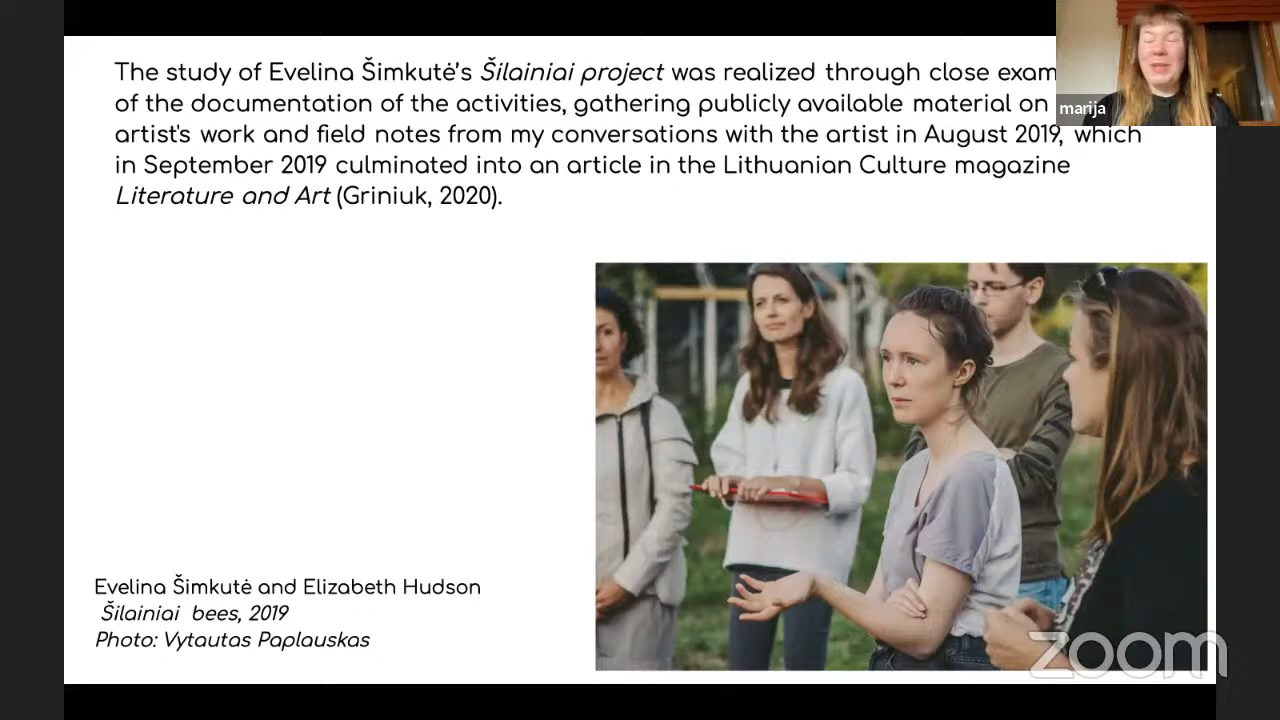 The study of Evelina Šimkutė's Šilainiai project was realized through close exam
of the documentation of the activities, gathering publicly available material on
artist's work and field notes from my conversations with the artist in August 2019, which
in September 2019 culminated into an article in the Lithuanian Culture magazine
Literature and Art (Griniuk, 2020).
marija
Evelina Šimkutė and Elizabeth Hudson
Šilainiai bees, 2019
Photo: Vytautas Paplauskas
zoom